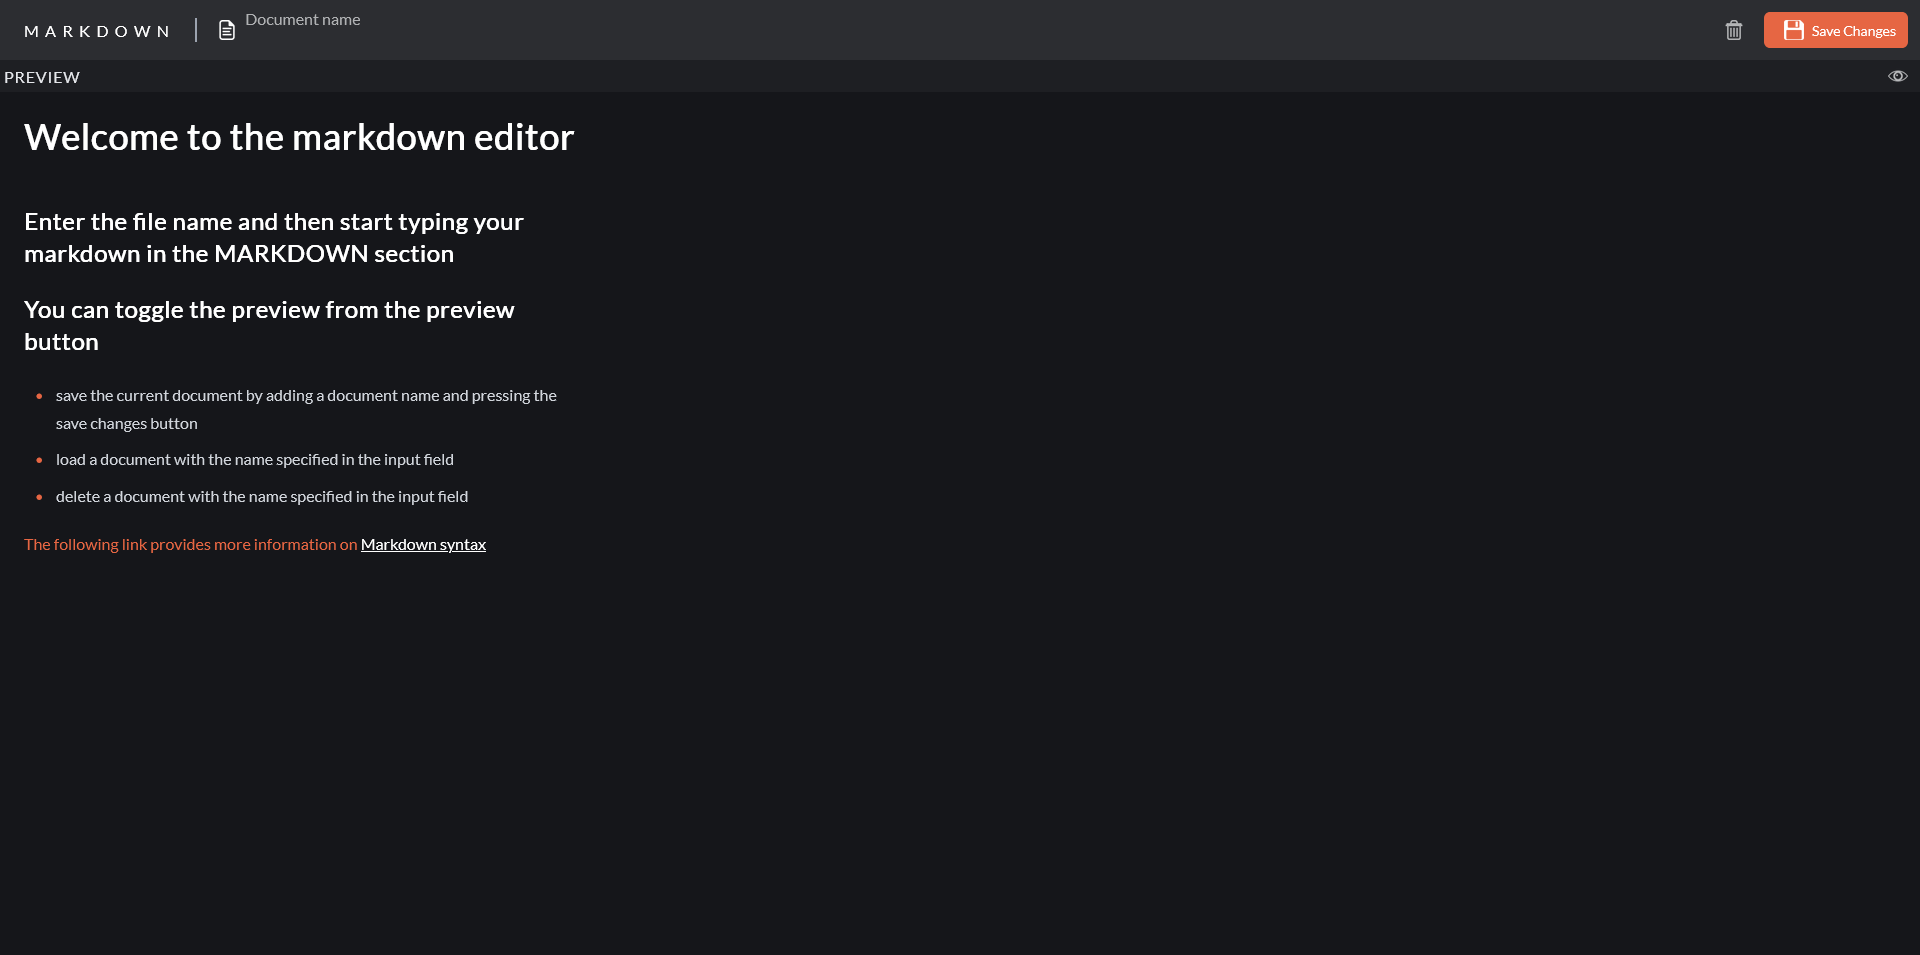 MARKDOWN
Document name
Save Changes
PREVIEW
Welcome to the markdown editor
Enter the file name and then start typing your
markdown in the MARKDOWN section
You can toggle the preview from the preview
button
save the current document by adding a document name and pressing the
save changes button
load a document with the name specified in the input field
delete a document with the name specified in the input field
The following link provides more information on Markdown syntax